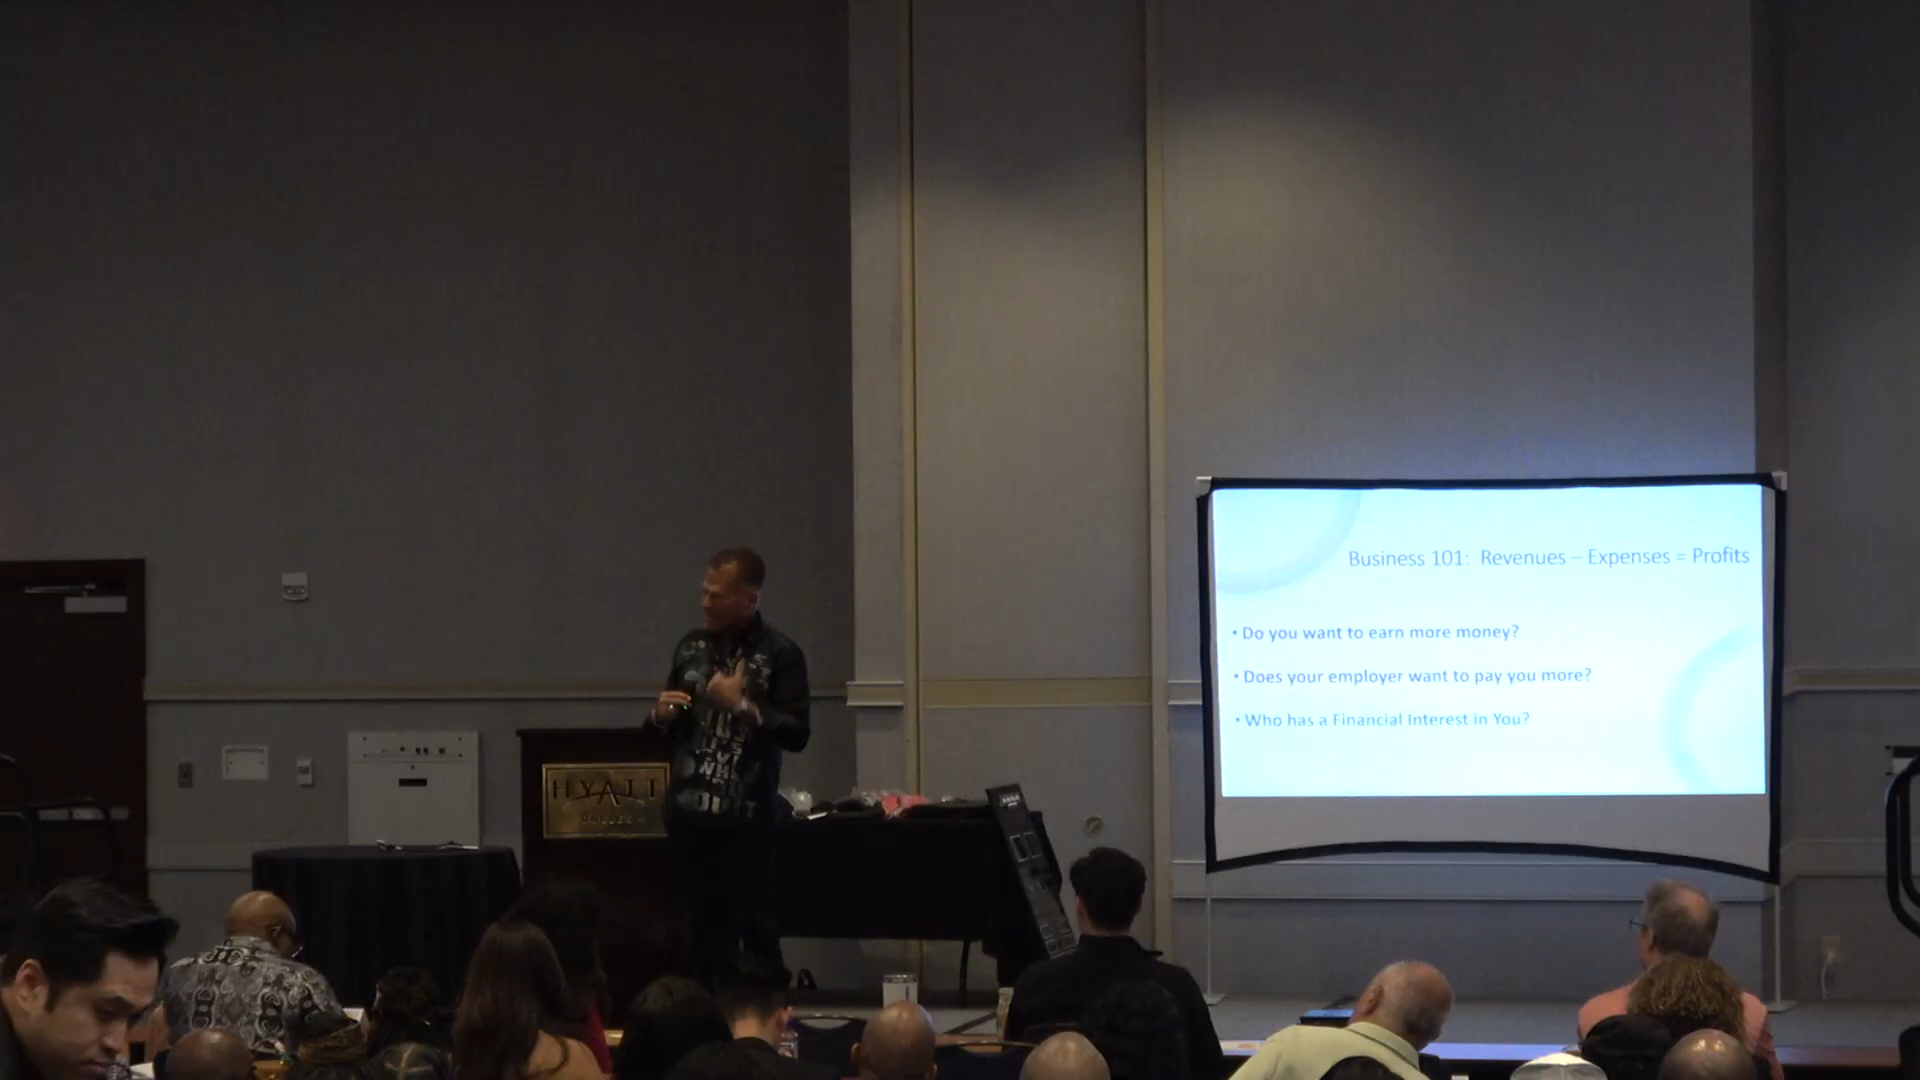 Business 101: Revenues – Expenses = Profits
• Do you want to earn more money?
• Does your employer want to pay you more?
• Who has a Financial Interest in You?
HYATT